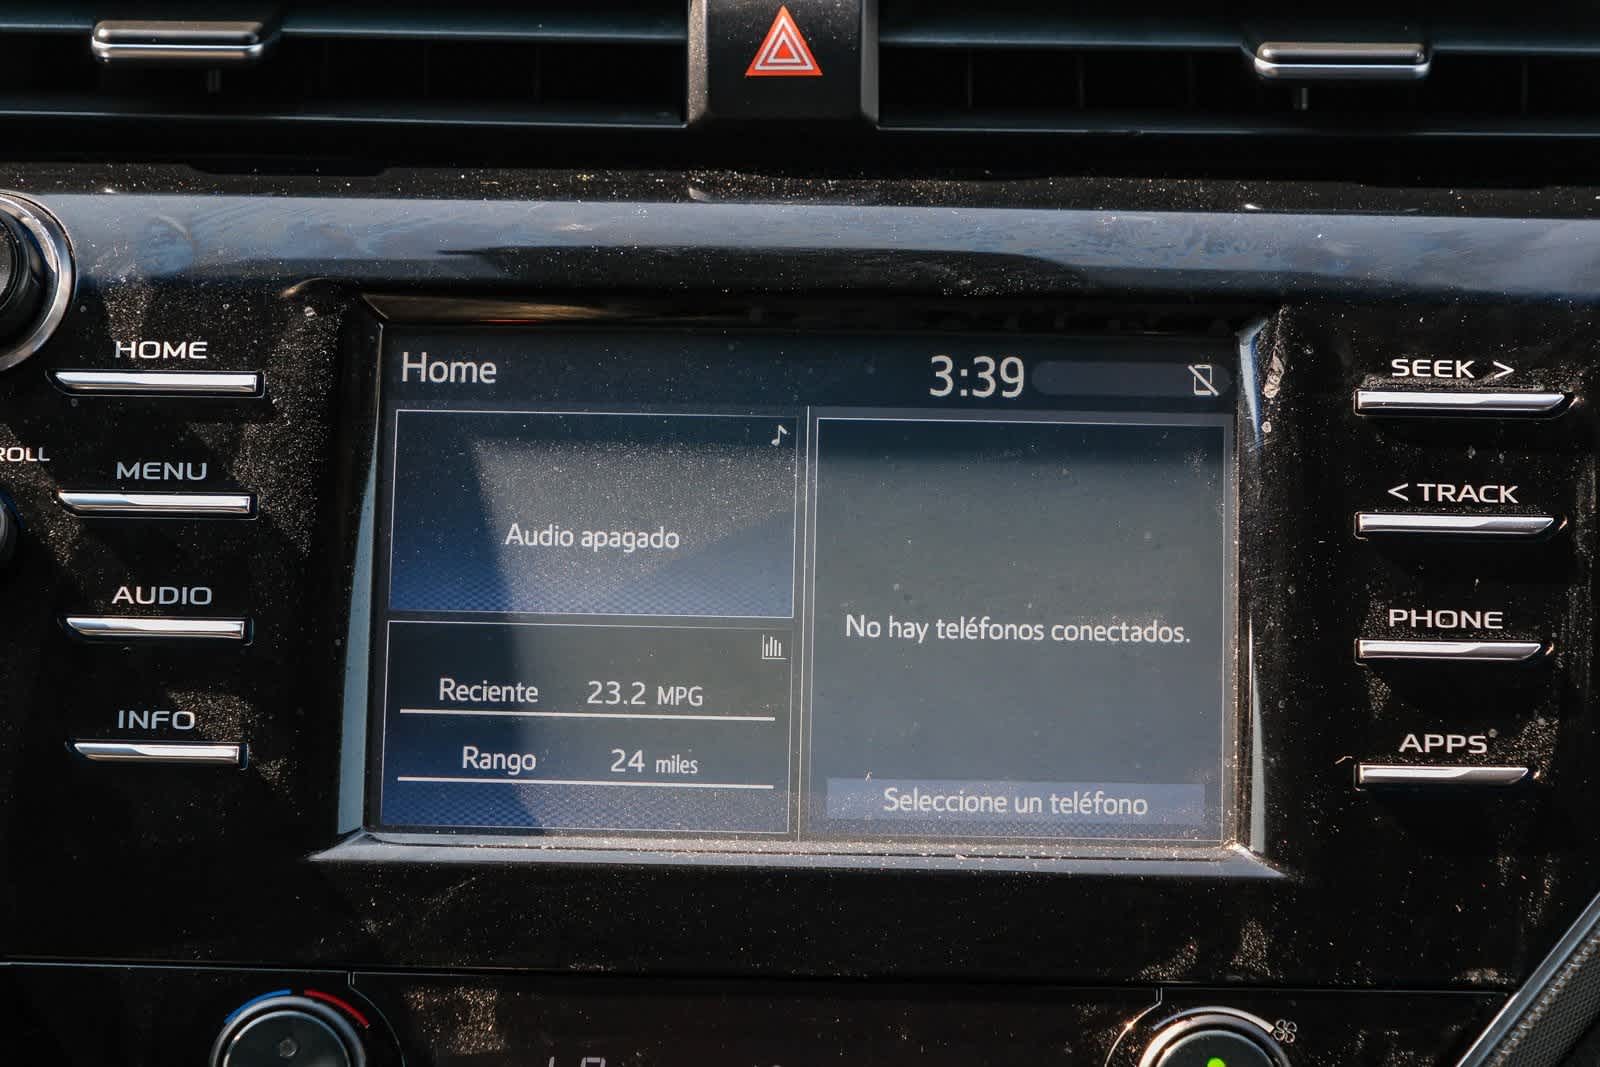 HOME
MENU
AUDIO
INFO
ROLL
Home
3:39
Audio apagado
Reciente 23.2 MPG
Rango 24 miles
No hay teléfonos conectados.
Seleccione un teléfono
SEEK >
< TRACK
PHONE
APPS